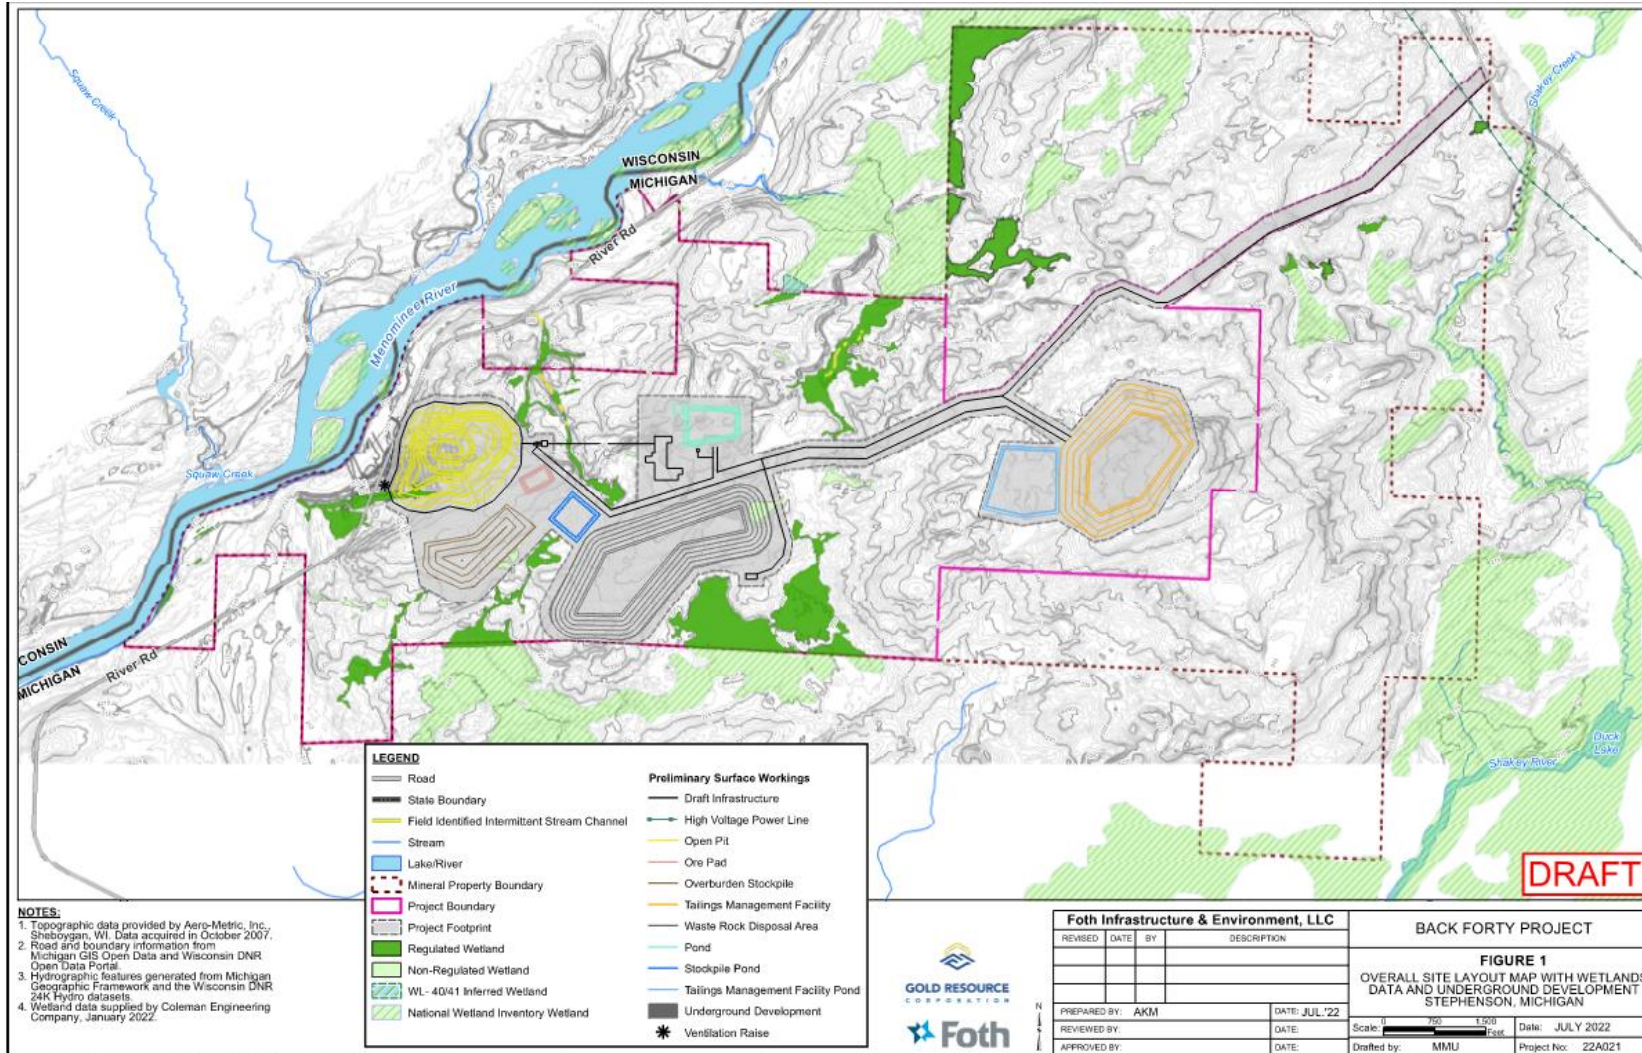 Squaw Creek
WISCONSIN
MICHIGAN
River Rd
Menominee River
Shakey Creek
Squaw Creek
CONSIN
MICHIGAN
River Rd
Duck
Lake
Shakey River
DRAFT
LEGEND
Road
State Boundary
Field Identified Intermittent Stream Channel
Stream
Lake/River
Mineral Property Boundary
Project Boundary
Project Footprint
Regulated Wetland
Non-Regulated Wetland
WL- 40/41 Inferred Wetland
National Wetland Inventory Wetland
Preliminary Surface Workings
Draft Infrastructure
High Voltage Power Line
Open Pit
Ore Pad
Overburden Stockpile
Tailings Management Facility
Waste Rock Disposal Area
Pond
Stockpile Pond
Tailings Management Facility Pond
Underground Development
Ventilation Raise
NOTES:
1. Topographic data provided by Aero-Metric, Inc.,
Sheboygan, WI. Data acquired in October 2007.
2. Road and boundary information from
Michigan GIS Open Data and Wisconsin DNR
Open Data Portal.
3. Hydrographic features generated from Michigan
Geographic Framework and the Wisconsin DNR
24K Hydro datasets.
4. Wetland data supplied by Coleman Engineering
Company, January 2022.
GOLD RESOURCE
CORPORATION
Foth
N
Foth Infrastructure & Environment, LLC
REVISED DATE BY DESCRIPTION
PREPARED BY: AKM DATE: JUL.'22
REVIEWED BY: DATE:
APPROVED BY: DATE:
BACK FORTY PROJECT
FIGURE 1
OVERALL SITE LAYOUT MAP WITH WETLANDS
DATA AND UNDERGROUND DEVELOPMENT
STEPHENSON, MICHIGAN
Scale: 0 750 1,500 Feet
Date: JULY 2022
Drafted by: MMU
Project No: 22A021